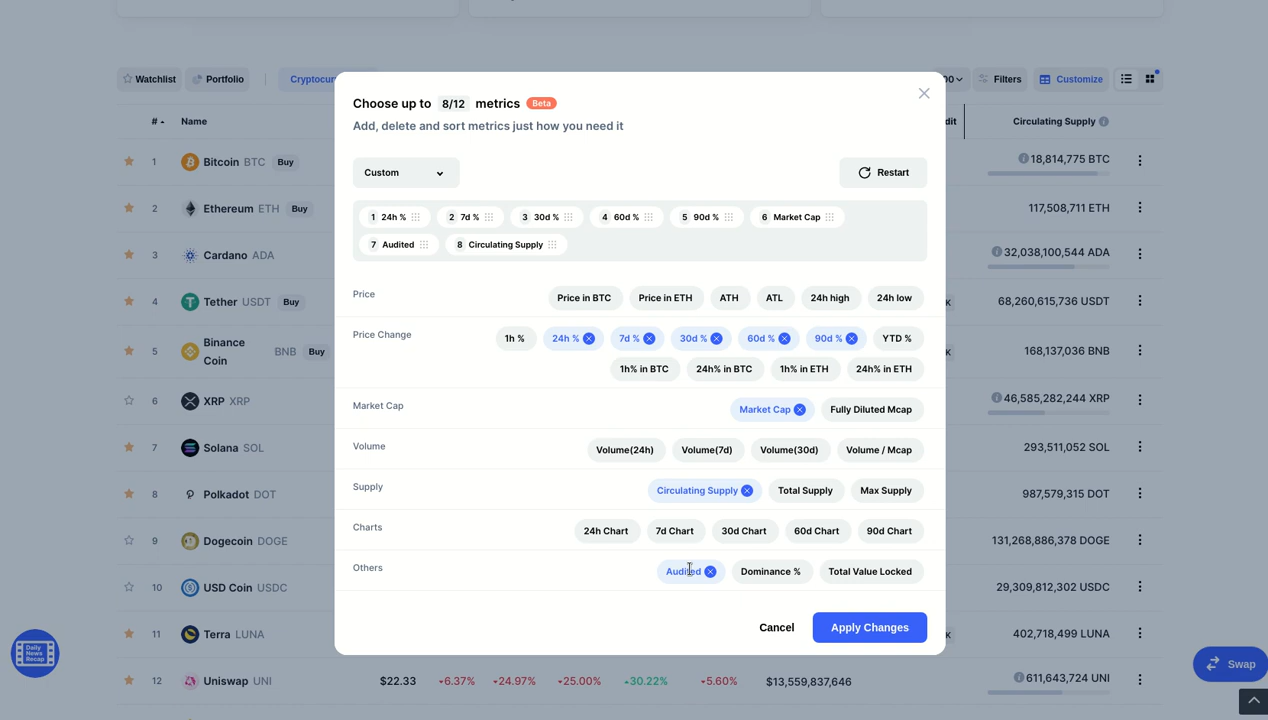 Watchlist Portfolio Cryptocur 00 Filters Customize
Choose up to 8/12 metrics Beta
Add, delete and sort metrics just how you need it
Custom Restart
1 24h % 2 7d % 3 30d % 4 60d % 5 90d % 6 Market Cap
7 Audited 8 Circulating Supply
Price Price in BTC Price in ETH ATH ATL 24h high 24h low
Price Change 1h % 24h % 7d % 30d % 60d % 90d % YTD %
1h% in BTC 24h% in BTC 1h% in ETH 24h% in ETH
Market Cap Market Cap Fully Diluted Mcap
Volume Volume(24h) Volume(7d) Volume(30d) Volume / Mcap
Supply Circulating Supply Total Supply Max Supply
Charts 24h Chart 7d Chart 30d Chart 60d Chart 90d Chart
Others Audited Dominance % Total Value Locked
Cancel Apply Changes
# Name dit Circulating Supply
1 Bitcoin BTC Buy 18,814,775 BTC
2 Ethereum ETH Buy 117,508,711 ETH
3 Cardano ADA 32,038,100,544 ADA
4 Tether USDT Buy K 68,260,615,736 USDT
5 Binance Coin BNB Buy K 168,137,036 BNB
6 XRP XRP 46,585,282,244 XRP
7 Solana SOL 293,511,052 SOL
8 Polkadot DOT 987,579,315 DOT
9 Dogecoin DOGE 131,268,886,378 DOGE
10 USD Coin USDC 29,309,812,302 USDC
11 Terra LUNA K 402,718,499 LUNA
12 Uniswap UNI $22.33 6.37% 24.97% 25.00% 30.22% 5.60% $13,559,837,646 611,643,724 UNI
Daily
News
Recap
Swap